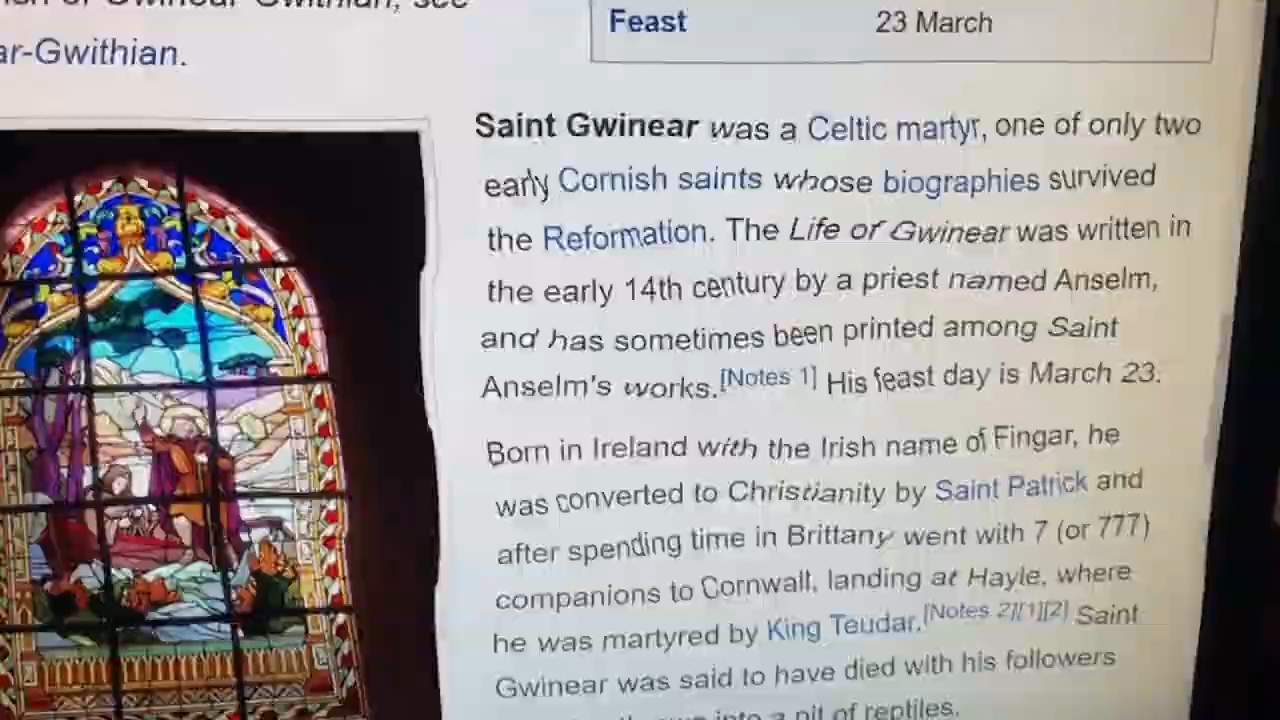 see
ar-Gwithian.
Feast 23 March
Saint Gwinear was a Celtic martyr, one of only two
early Cornish saints whose biographies survived
the Reformation. The Life of Gwinear was written in
the early 14th century by a priest named Anselm,
and has sometimes been printed among Saint
Anselm's works.[Notes 1] His feast day is March 23.
Born in Ireland with the Irish name of Fingar, he
was converted to Christianity by Saint Patrick and
after spending time in Brittany went with 7 (or 777)
companions to Cornwall, landing at Hayle, where
he was martyred by King Teudar.[Notes 2][1][2] Saint
Gwinear was said to have died with his followers
into a pit of reptiles.